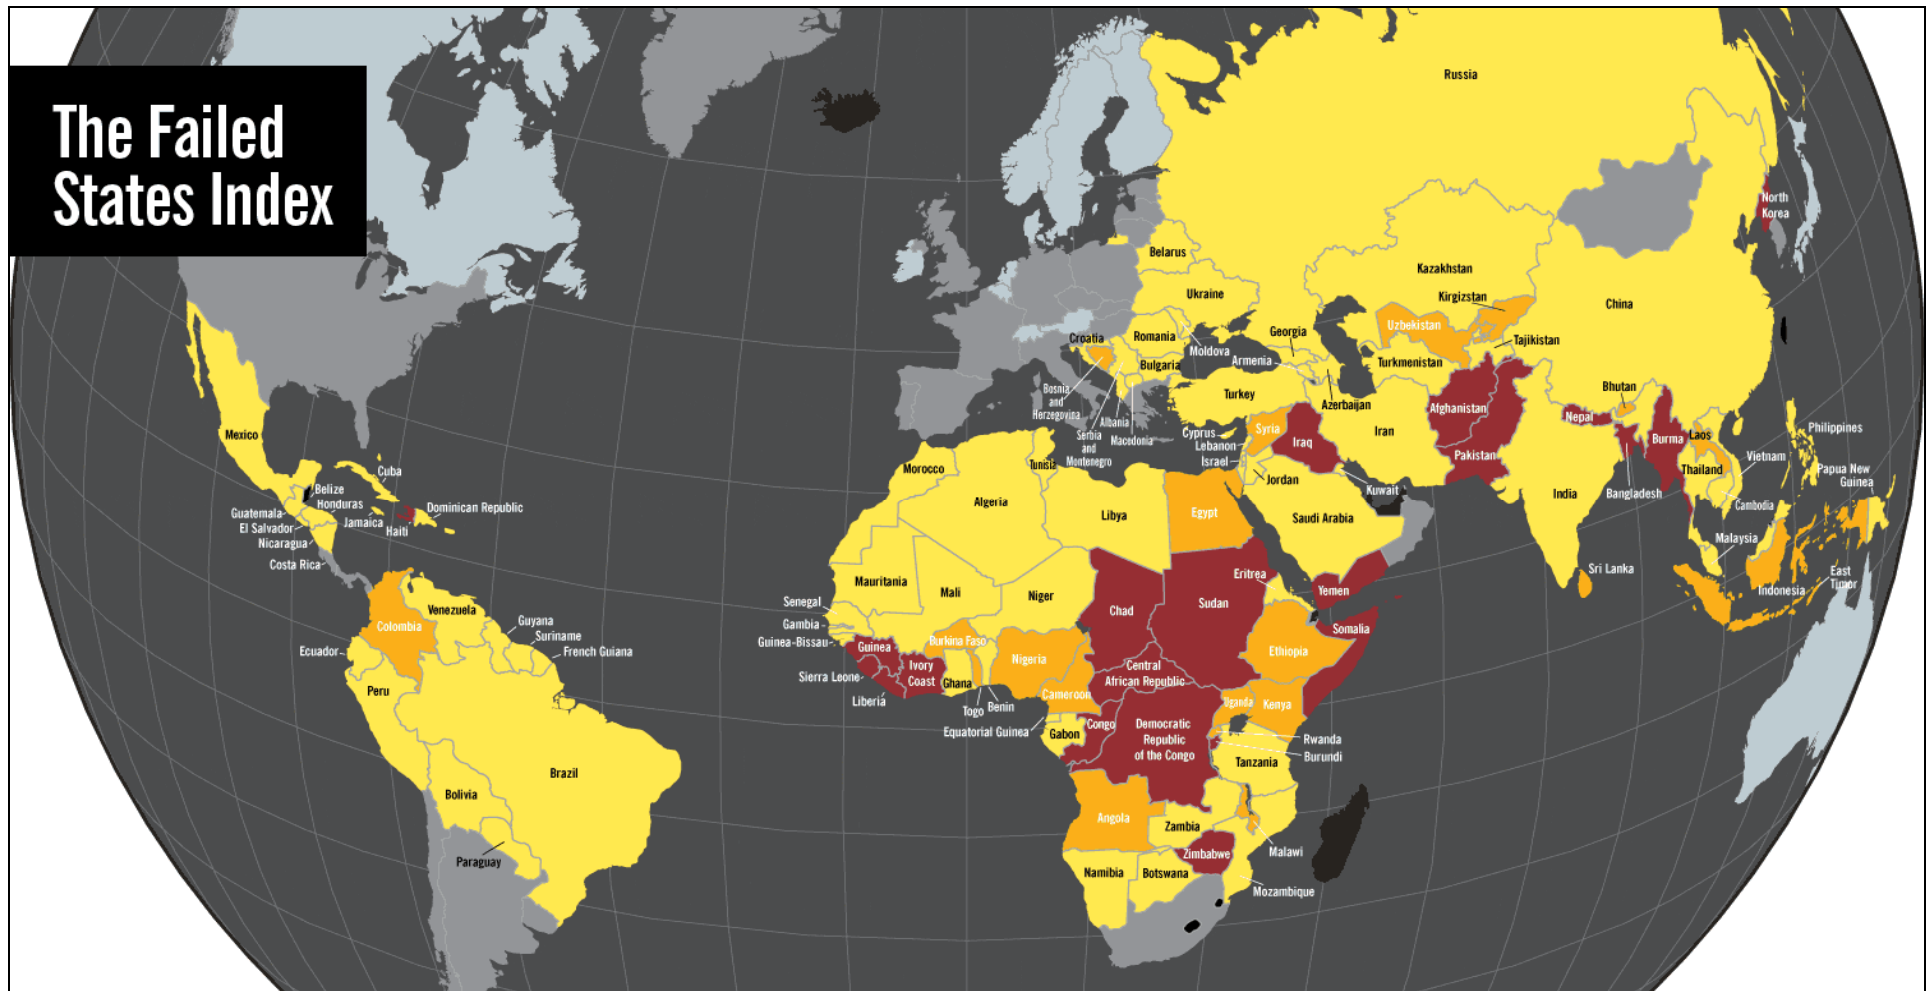 The Failed
States Index
Russia
North
Korea
Belarus
Kazakhstan
Ukraine
Kirgizstan
China
Croatia
Romania
Georgia
Uzbekistan
Moldova
Armenia
Tajikistan
Bulgaria
Turkmenistan
Bosnia
and
Herzegovina
Turkey
Azerbaijan
Afghanistan
Bhutan
Nepal
Albania
Serbia
and
Montenegro
Macedonia
Cyprus
Lebanon
Israel
Syria
Iraq
Iran
Pakistan
Burma
Laos
Philippines
Mexico
Morocco
Tunisia
Jordan
Thailand
Vietnam
Papua New
Guinea
Cuba
Belize
Honduras
Guatemala
El Salvador
Nicaragua
Jamaica
Haiti
Dominican Republic
Costa Rica
Algeria
Libya
Egypt
Kuwait
Saudi Arabia
India
Bangladesh
Cambodia
Malaysia
Sri Lanka
Indonesia
East
Timor
Mauritania
Mali
Niger
Chad
Sudan
Eritrea
Yemen
Somalia
Senegal
Gambia
Guinea-Bissau
Guinea
Burkina Faso
Nigeria
Ethiopia
Venezuela
Colombia
Guyana
Suriname
French Guiana
Ecuador
Peru
Sierra Leone
Liberia
Ivory
Coast
Ghana
Togo
Benin
Cameroon
Central
African Republic
Equatorial Guinea
Gabon
Congo
Democratic
Republic
of the Congo
Uganda
Kenya
Rwanda
Burundi
Tanzania
Brazil
Bolivia
Paraguay
Angola
Zambia
Malawi
Zimbabwe
Namibia
Botswana
Mozambique